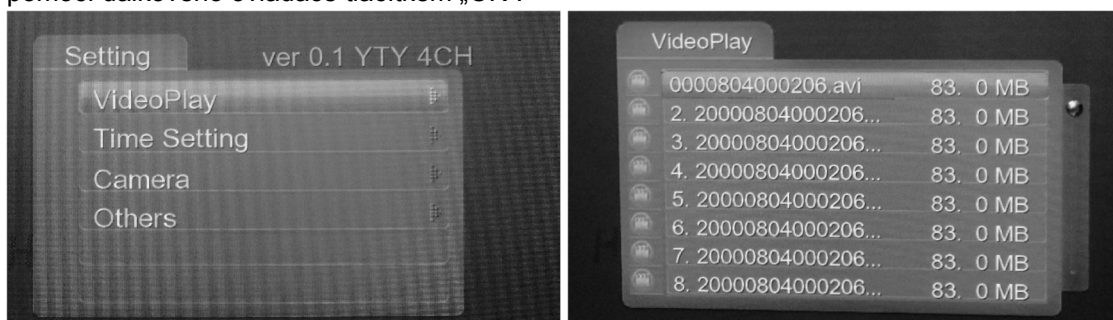 Setting ver 0.1 YTY 4CH
VideoPlay
Time Setting
Camera
Others
VideoPlay
0000804000206.avi 83. 0 MB
2. 20000804000206... 83. 0 MB
3. 20000804000206... 83. 0 MB
4. 20000804000206... 83. 0 MB
5. 20000804000206... 83. 0 MB
6. 20000804000206... 83. 0 MB
7. 20000804000206... 83. 0 MB
8. 20000804000206... 83. 0 MB